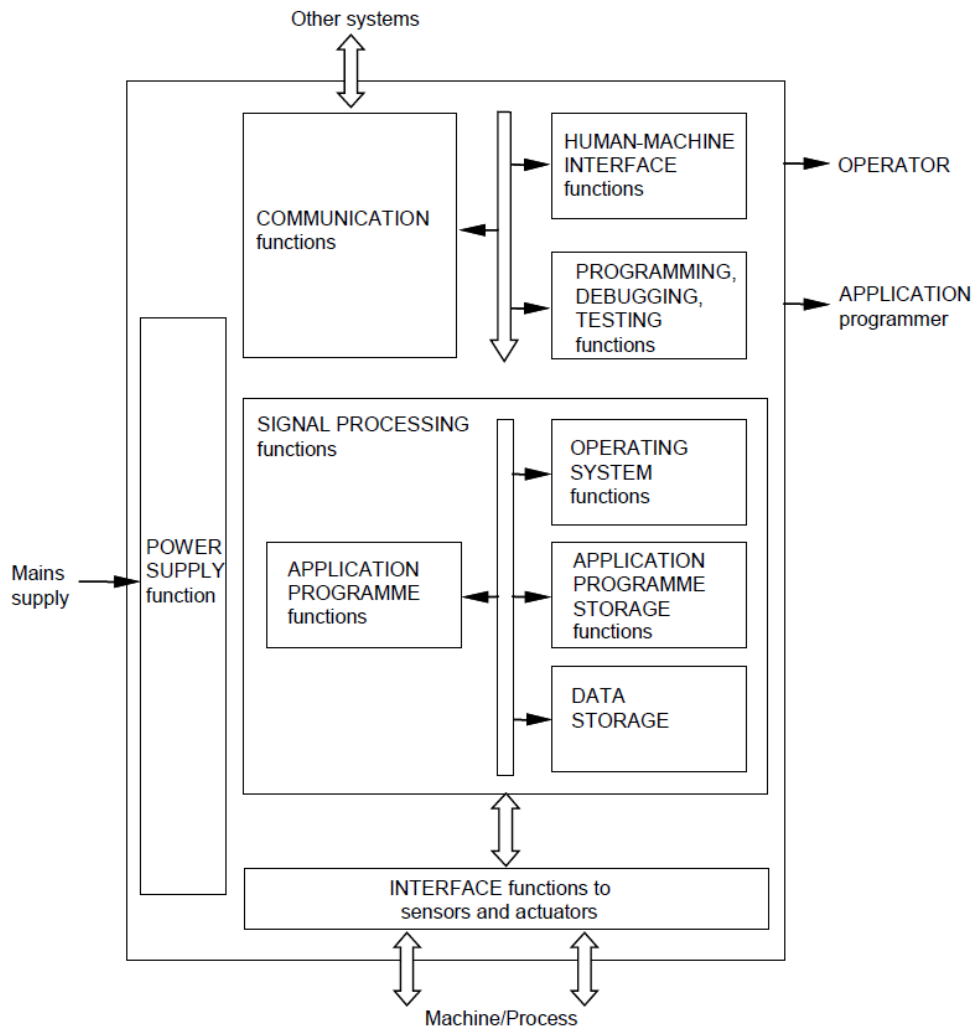 Other systems
HUMAN-MACHINE
INTERFACE
functions
OPERATOR
COMMUNICATION
functions
PROGRAMMING,
DEBUGGING,
TESTING
functions
APPLICATION
programmer
SIGNAL PROCESSING
functions
OPERATING
SYSTEM
functions
Mains
supply
POWER
SUPPLY
function
APPLICATION
PROGRAMME
functions
APPLICATION
PROGRAMME
STORAGE
functions
DATA
STORAGE
INTERFACE functions to
sensors and actuators
Machine/Process